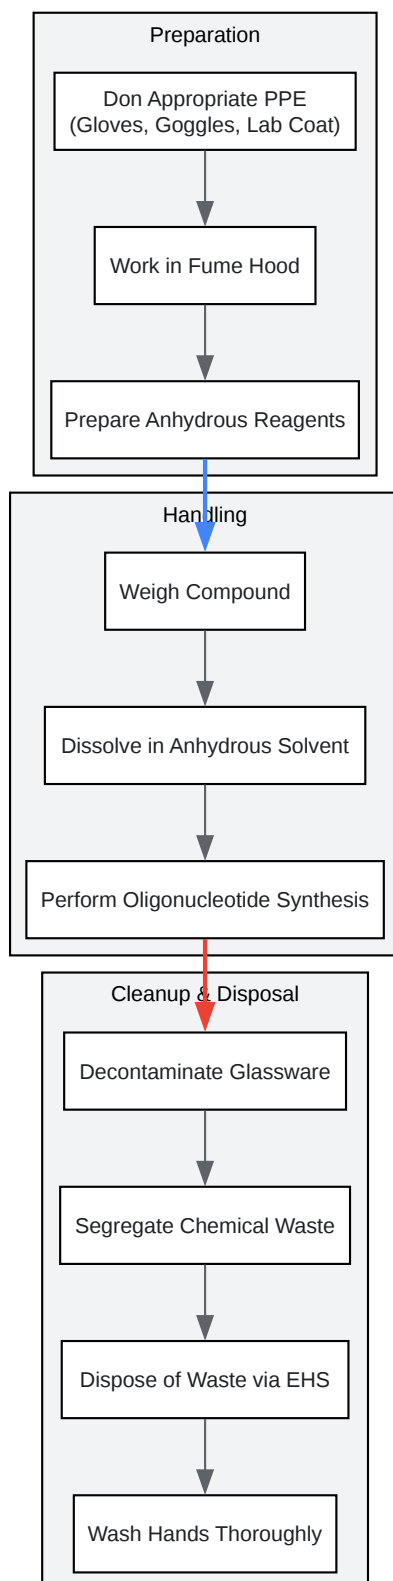 Preparation
Don Appropriate PPE
(Gloves, Goggles, Lab Coat)
Work in Fume Hood
Prepare Anhydrous Reagents
Handling
Weigh Compound
Dissolve in Anhydrous Solvent
Perform Oligonucleotide Synthesis
Cleanup & Disposal
Decontaminate Glassware
Segregate Chemical Waste
Dispose of Waste via EHS
Wash Hands Thoroughly